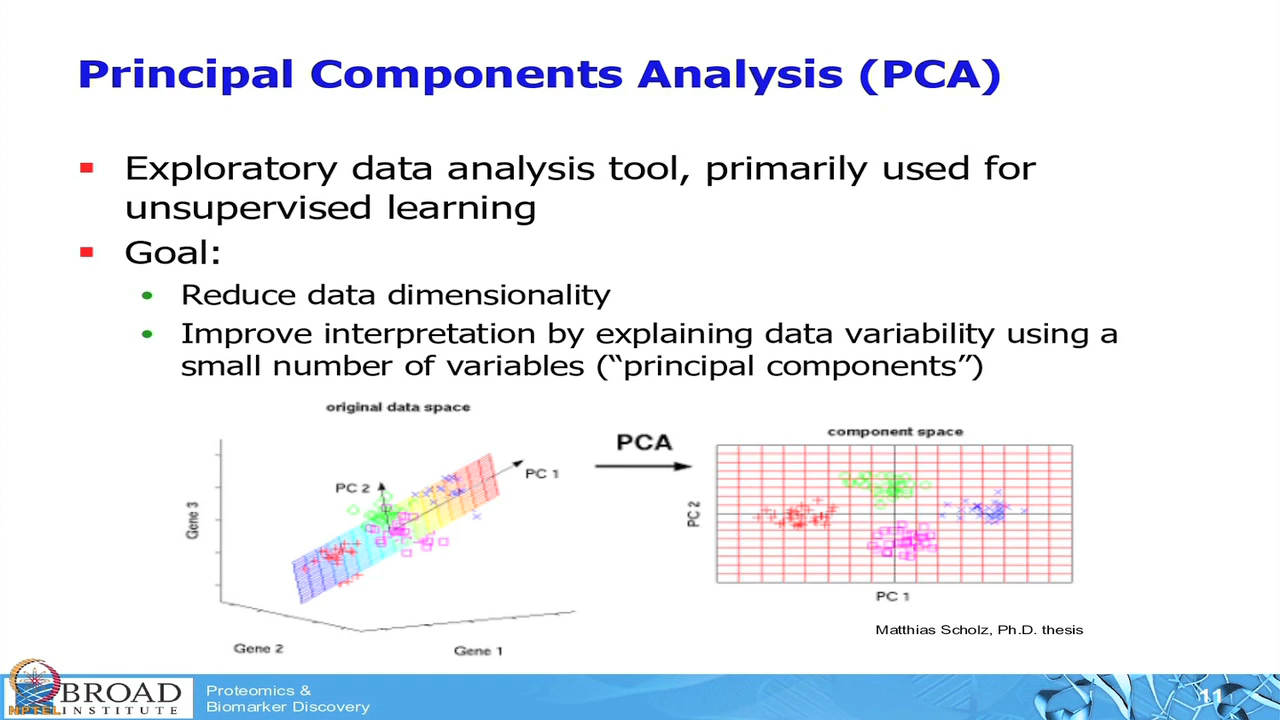 Principal Components Analysis (PCA)
Exploratory data analysis tool, primarily used for
unsupervised learning
Goal:
Reduce data dimensionality
Improve interpretation by explaining data variability using a
small number of variables (“principal components”)
original data space
PC 1
PC 2
Gene 3
Gene 2
Gene 1
PCA
component space
PC 2
PC 1
Matthias Scholz, Ph.D. thesis
NPTEL
BROAD
INSTITUTE
Proteomics &
Biomarker Discovery
11